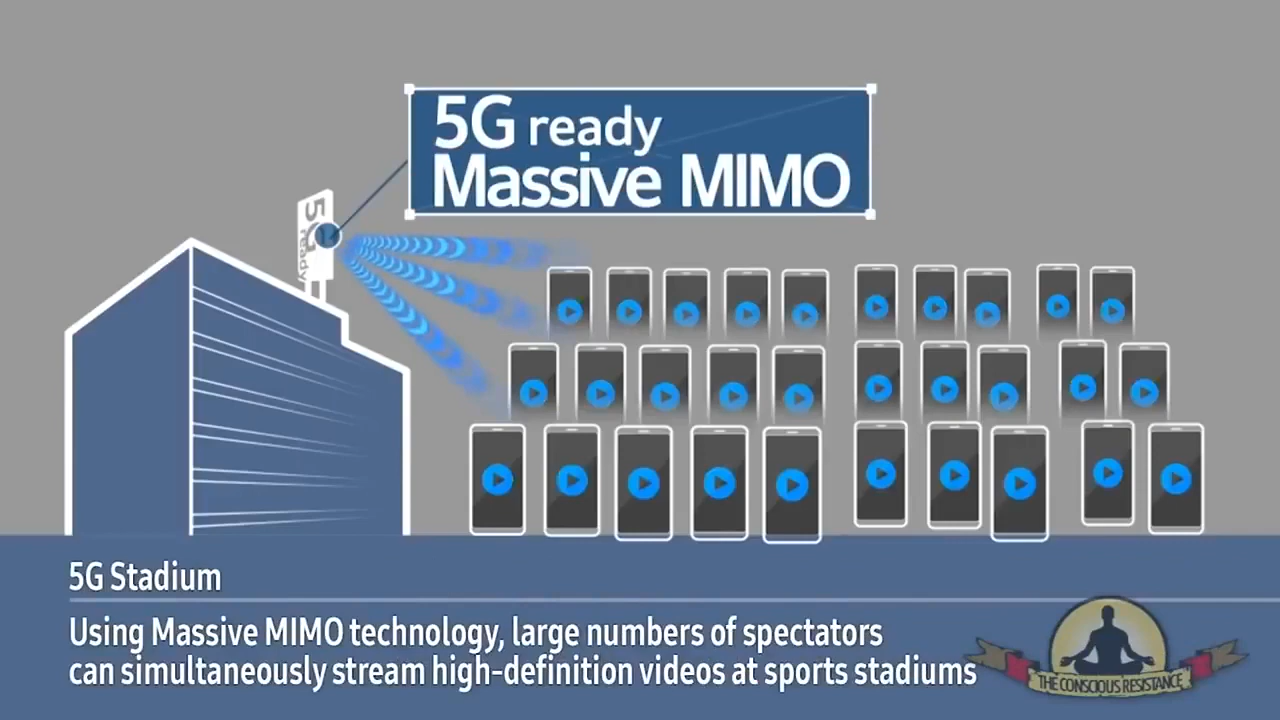 5G ready
Massive MIMO
5G
ready
5G Stadium
Using Massive MIMO technology, large numbers of spectators
can simultaneously stream high-definition videos at sports stadiums
THE CONSCIOUS RESISTANCE